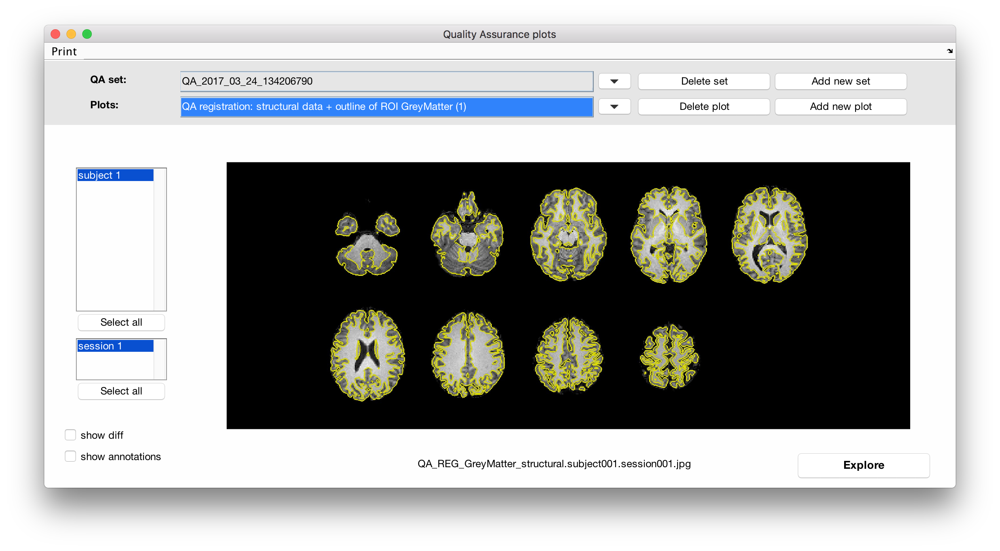 Quality Assurance plots
Print
QA set:
QA_2017_03_24_134206790
Delete set
Add new set
Plots:
QA registration: structural data + outline of ROI GreyMatter (1)
Delete plot
Add new plot
subject 1
Select all
session 1
Select all
show diff
show annotations
QA_REG_GreyMatter_structural.subject001.session001.jpg
Explore